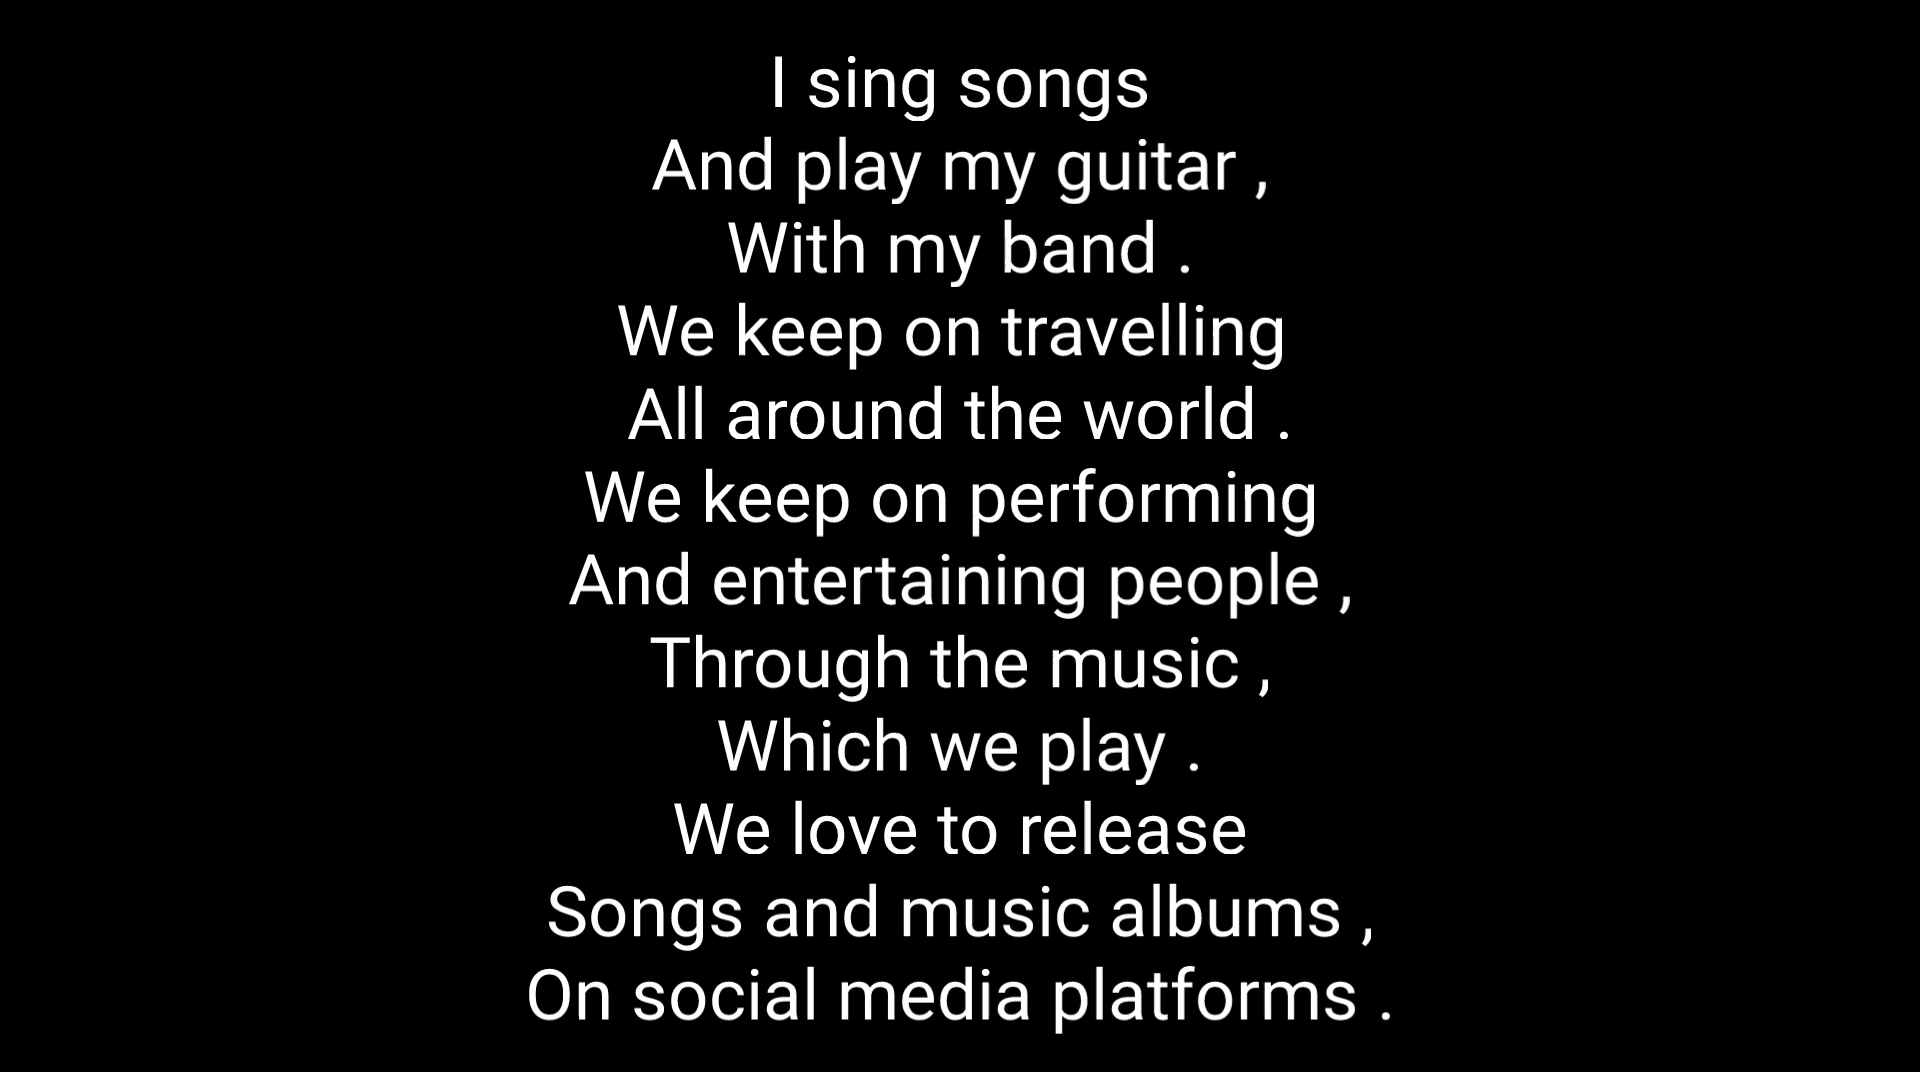 I sing songs
And play my guitar ,
With my band .
We keep on travelling
All around the world .
We keep on performing
And entertaining people ,
Through the music ,
Which we play .
We love to release
Songs and music albums ,
On social media platforms .